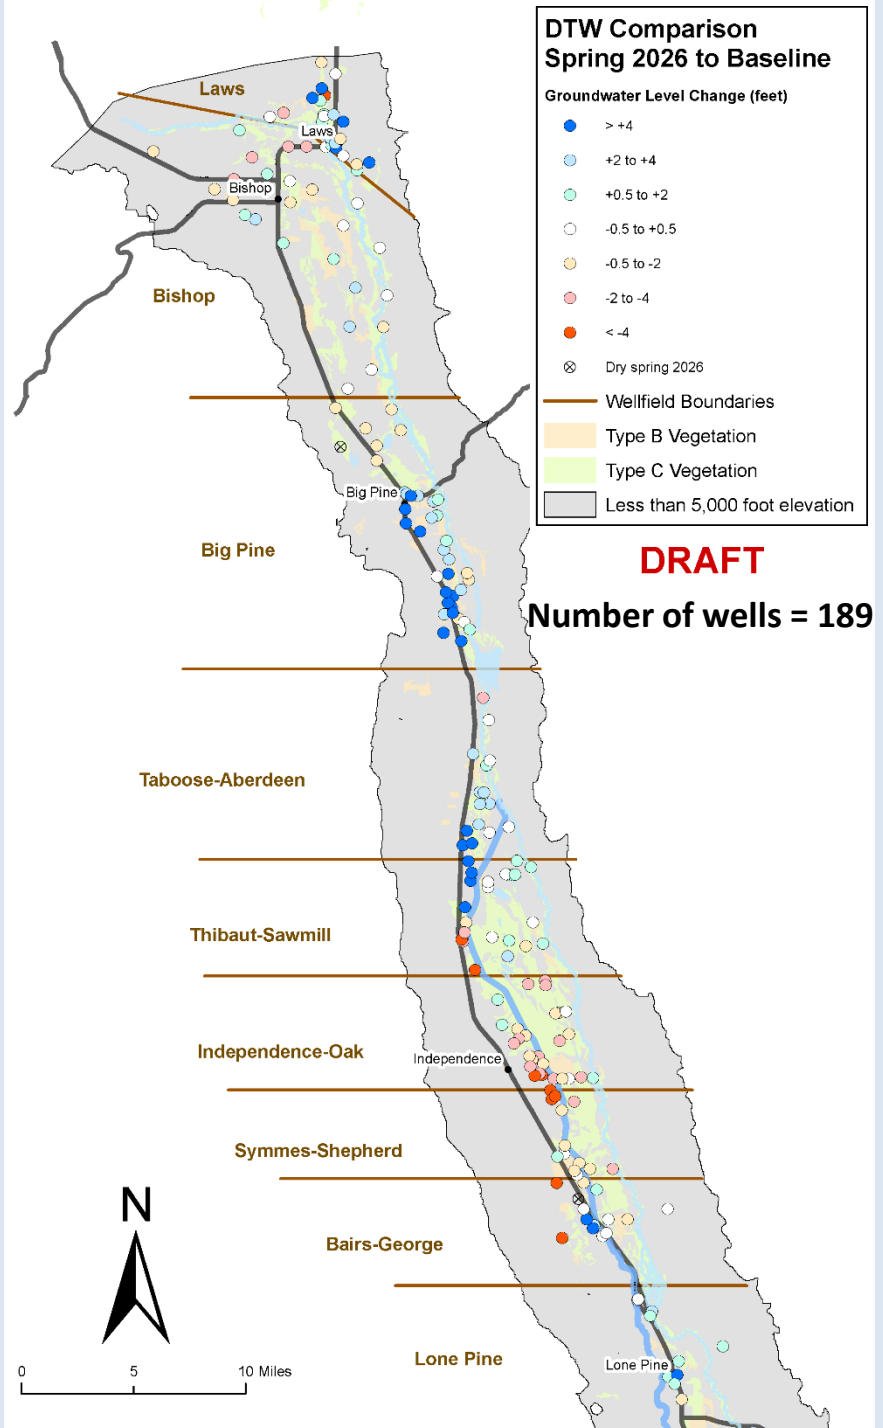 DTW Comparison
Spring 2026 to Baseline
Groundwater Level Change (feet)
> +4
+2 to +4
+0.5 to +2
-0.5 to +0.5
-0.5 to -2
-2 to -4
< -4
Dry spring 2026
Wellfield Boundaries
Type B Vegetation
Type C Vegetation
Less than 5,000 foot elevation
DRAFT
Number of wells = 189
Laws
Laws
Bishop
Bishop
Big Pine
Big Pine
Taboose-Aberdeen
Thibaut-Sawmill
Independence-Oak
Independence
Symmes-Shepherd
Bairs-George
Lone Pine
Lone Pine
N
0 5 10 Miles